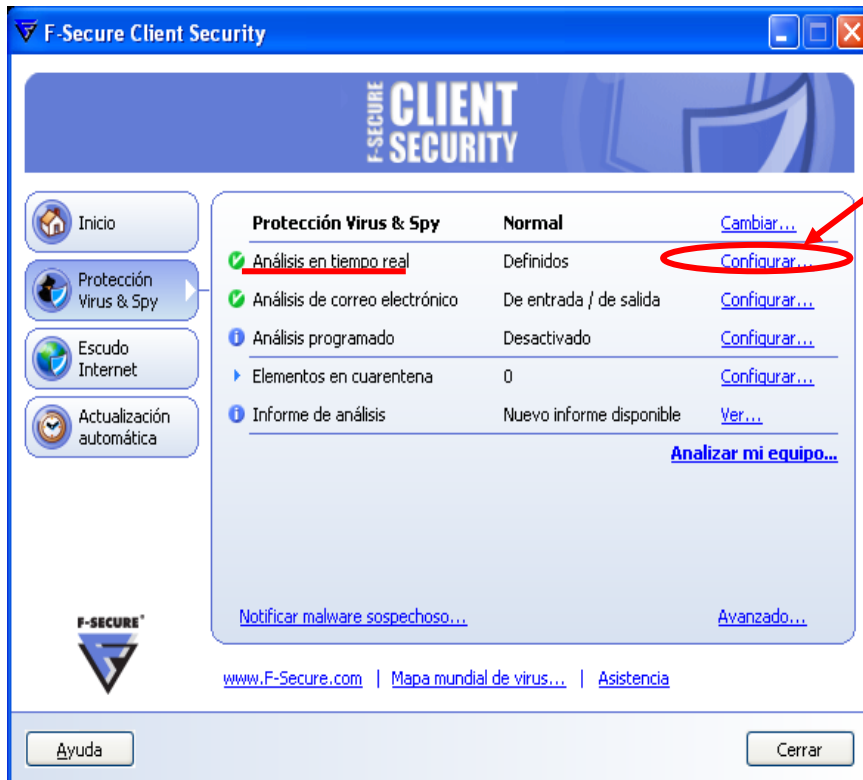 F-Secure Client Security
F-SECURE CLIENT SECURITY
Inicio
Protección Virus & Spy
Escudo Internet
Actualización automática
Protección Virus & Spy Normal Cambiar...
Análisis en tiempo real Definidos Configurar...
Análisis de correo electrónico De entrada / de salida Configurar...
Análisis programado Desactivado Configurar...
Elementos en cuarentena 0 Configurar...
Informe de análisis Nuevo informe disponible Ver...
Analizar mi equipo...
Notificar malware sospechoso... Avanzado...
F-SECURE®
www.F-Secure.com | Mapa mundial de virus... | Asistencia
Ayuda Cerrar